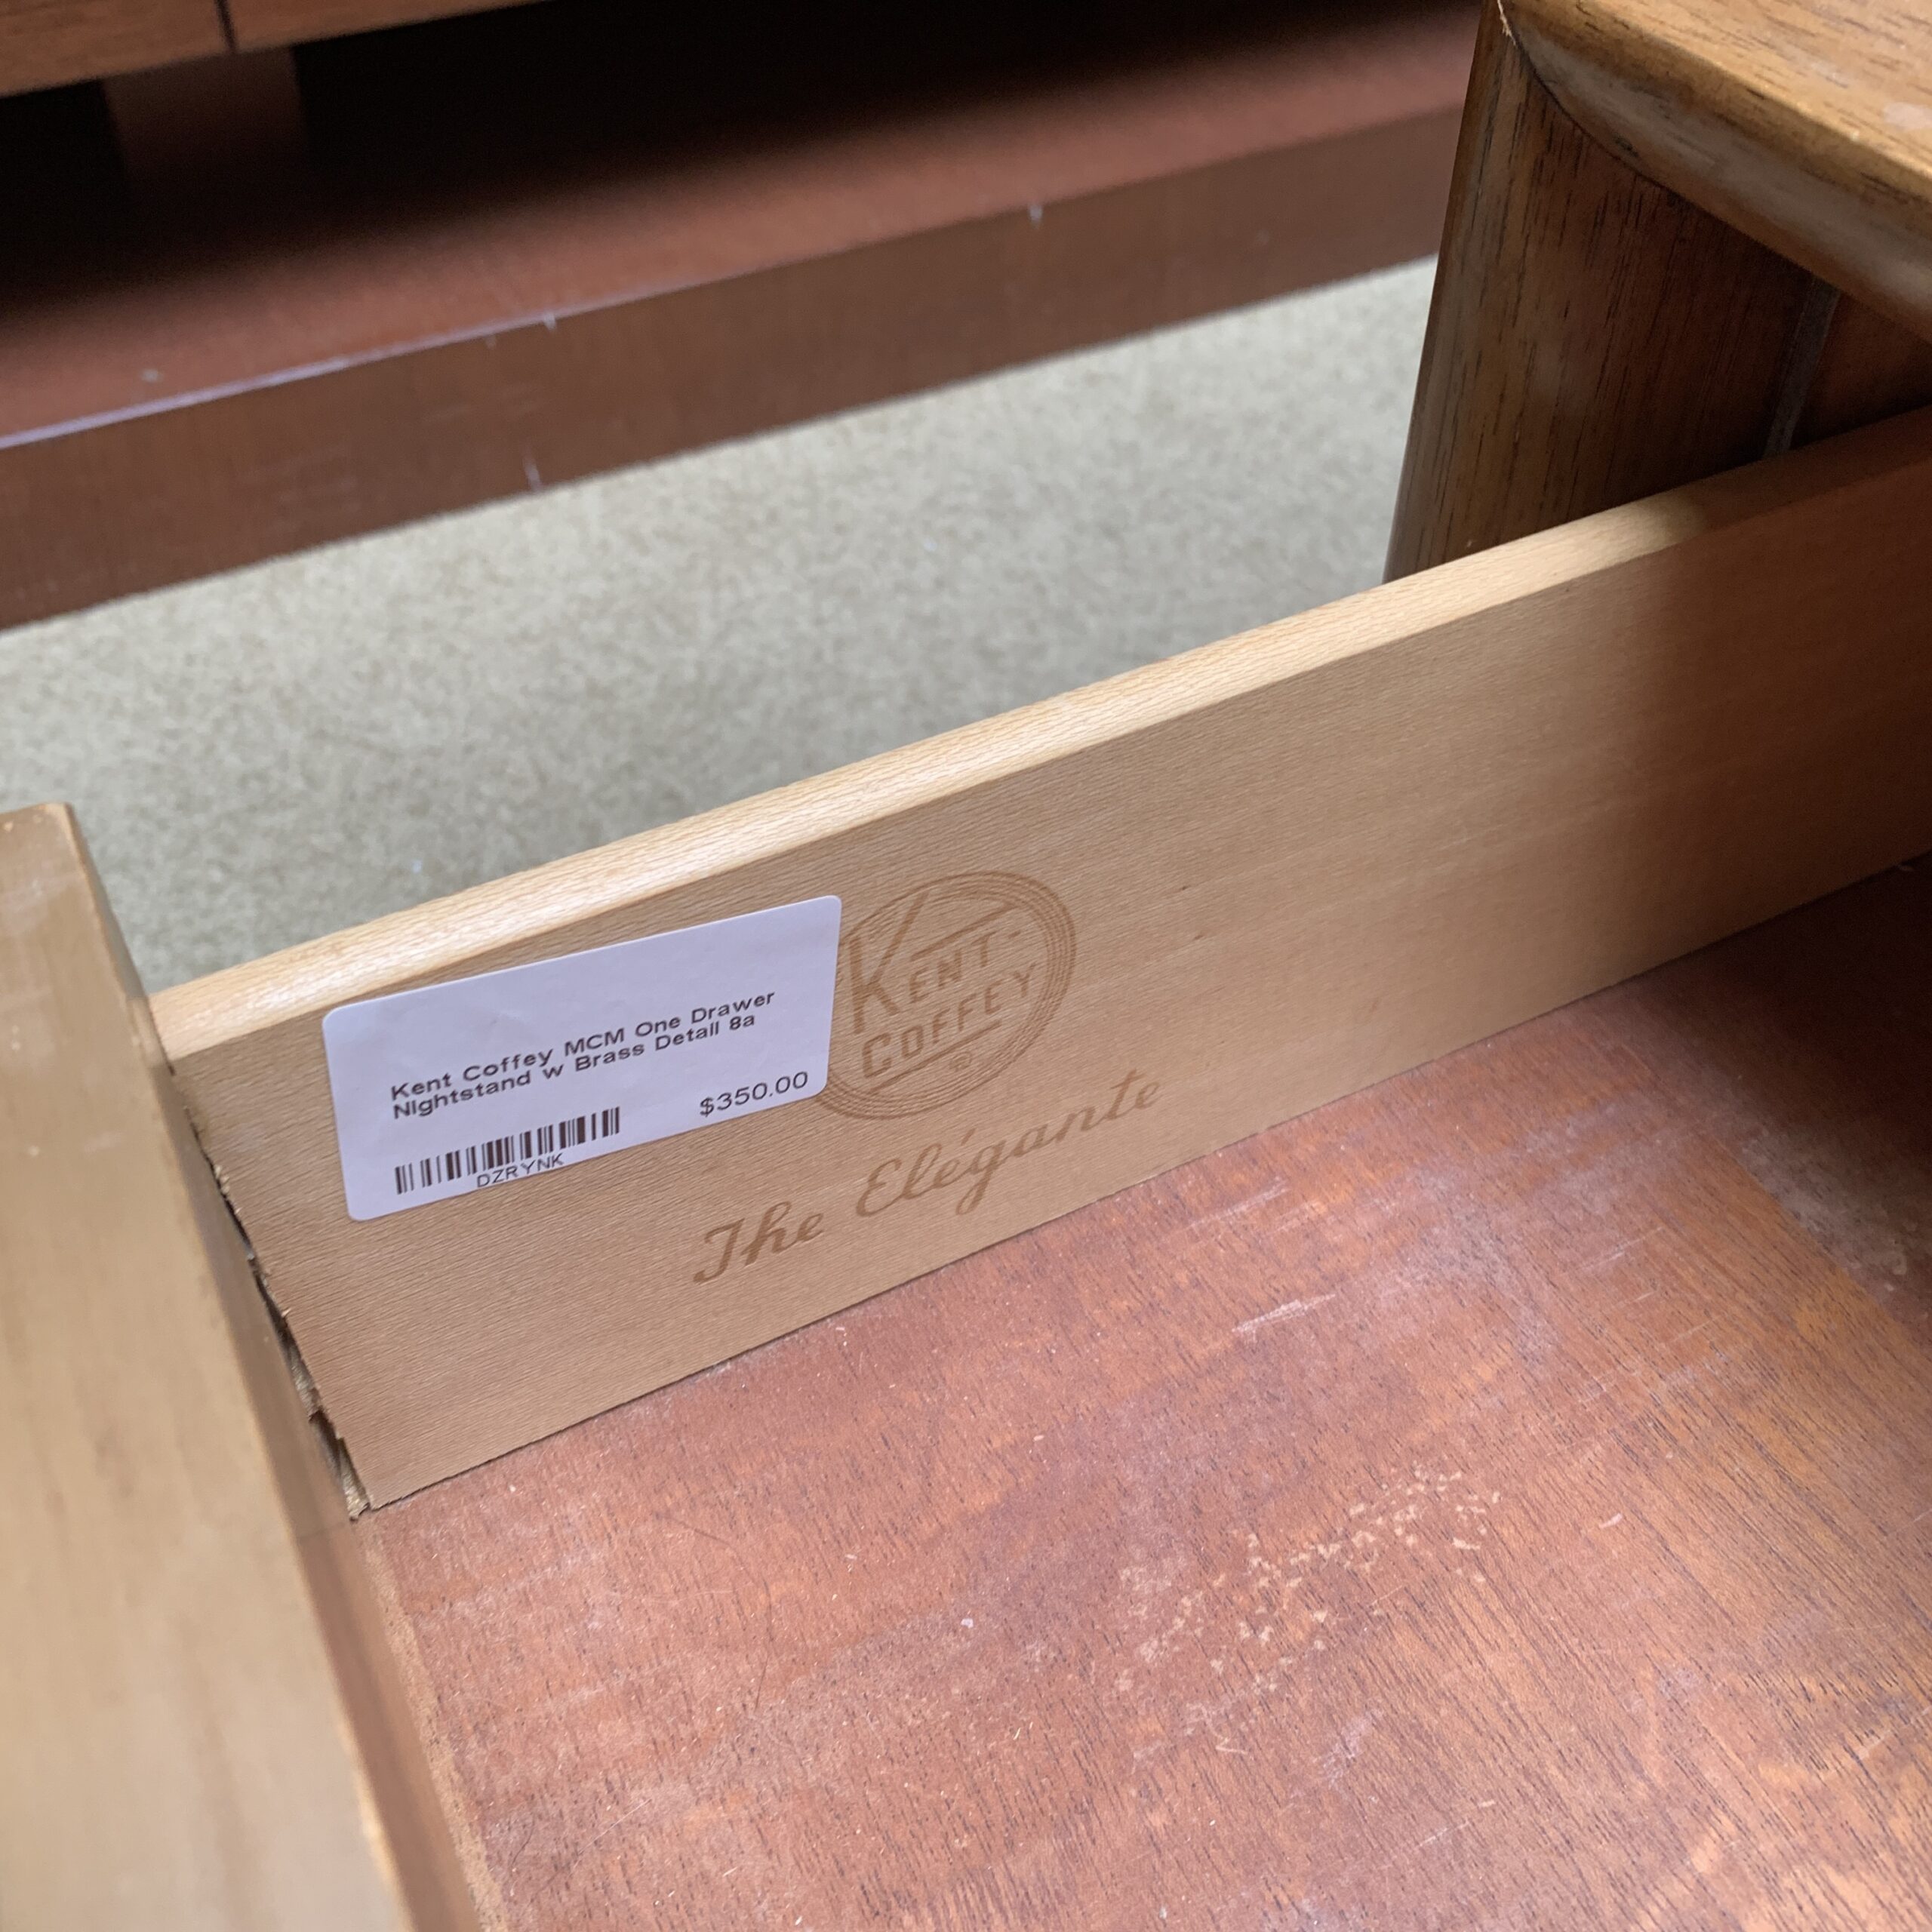 Kent Coffey MCM One Drawer
Nightstand w Brass Detail 8a
$350.00
DZRYNK
KENT-
COFFEY
The Elégante